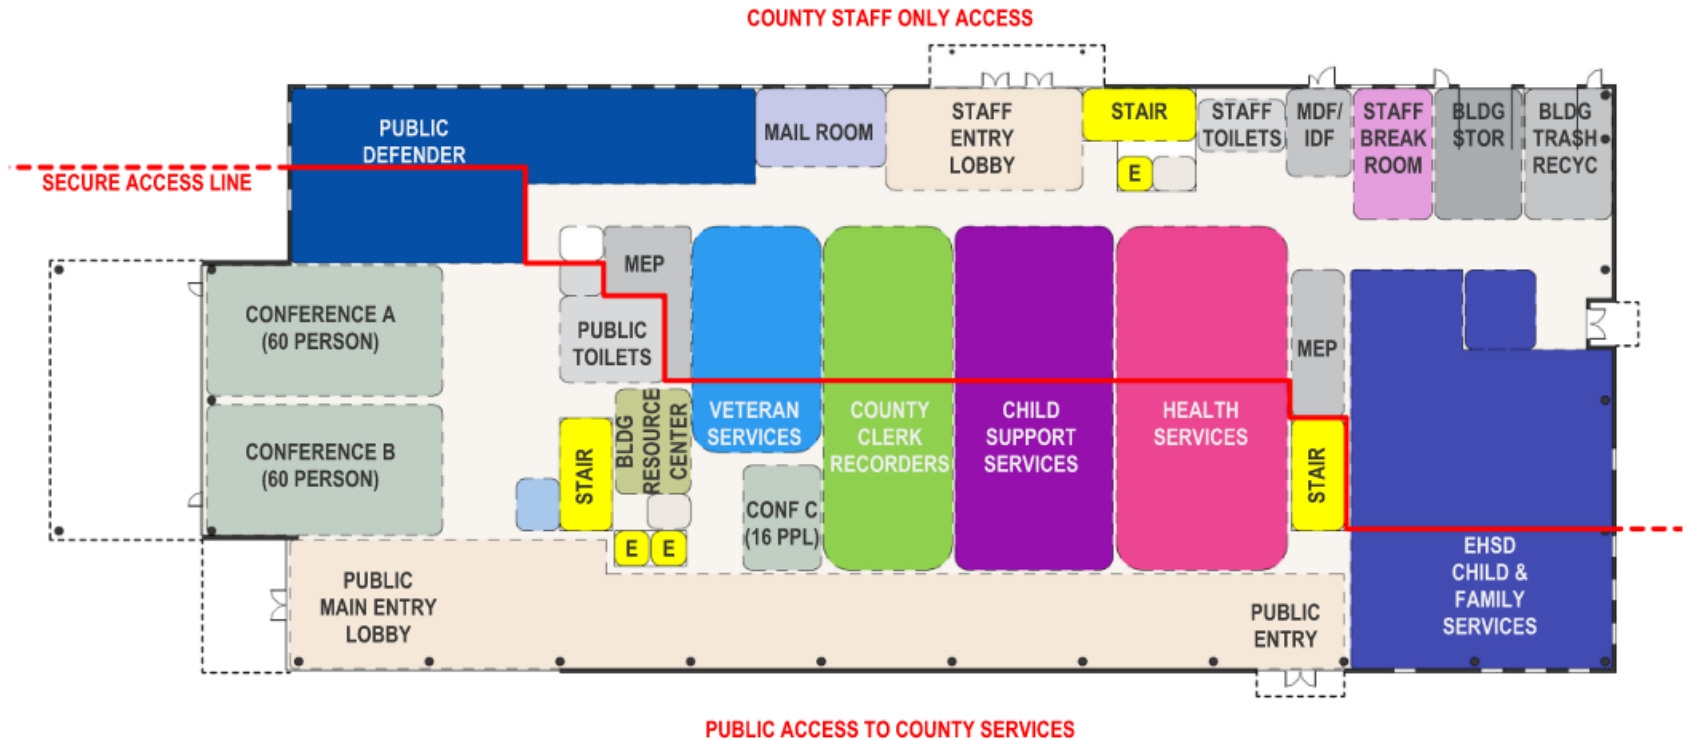 COUNTY STAFF ONLY ACCESS
PUBLIC
DEFENDER
MAIL ROOM
STAFF
ENTRY
LOBBY
STAIR
STAFF
TOILETS
MDF/
IDF
STAFF
BREAK
ROOM
BLDG
STOR
BLDG
TRASH
RECYC
SECURE ACCESS LINE
E
MEP
CONFERENCE A
(60 PERSON)
PUBLIC
TOILETS
MEP
VETERAN
SERVICES
COUNTY
CLERK
RECORDERS
CHILD
SUPPORT
SERVICES
HEALTH
SERVICES
CONFERENCE B
(60 PERSON)
STAIR
BLDG
RESOURCE
CENTER
STAIR
CONF C
(16 PPL)
E
E
EHSD
CHILD &
FAMILY
SERVICES
PUBLIC
MAIN ENTRY
LOBBY
PUBLIC
ENTRY
PUBLIC ACCESS TO COUNTY SERVICES